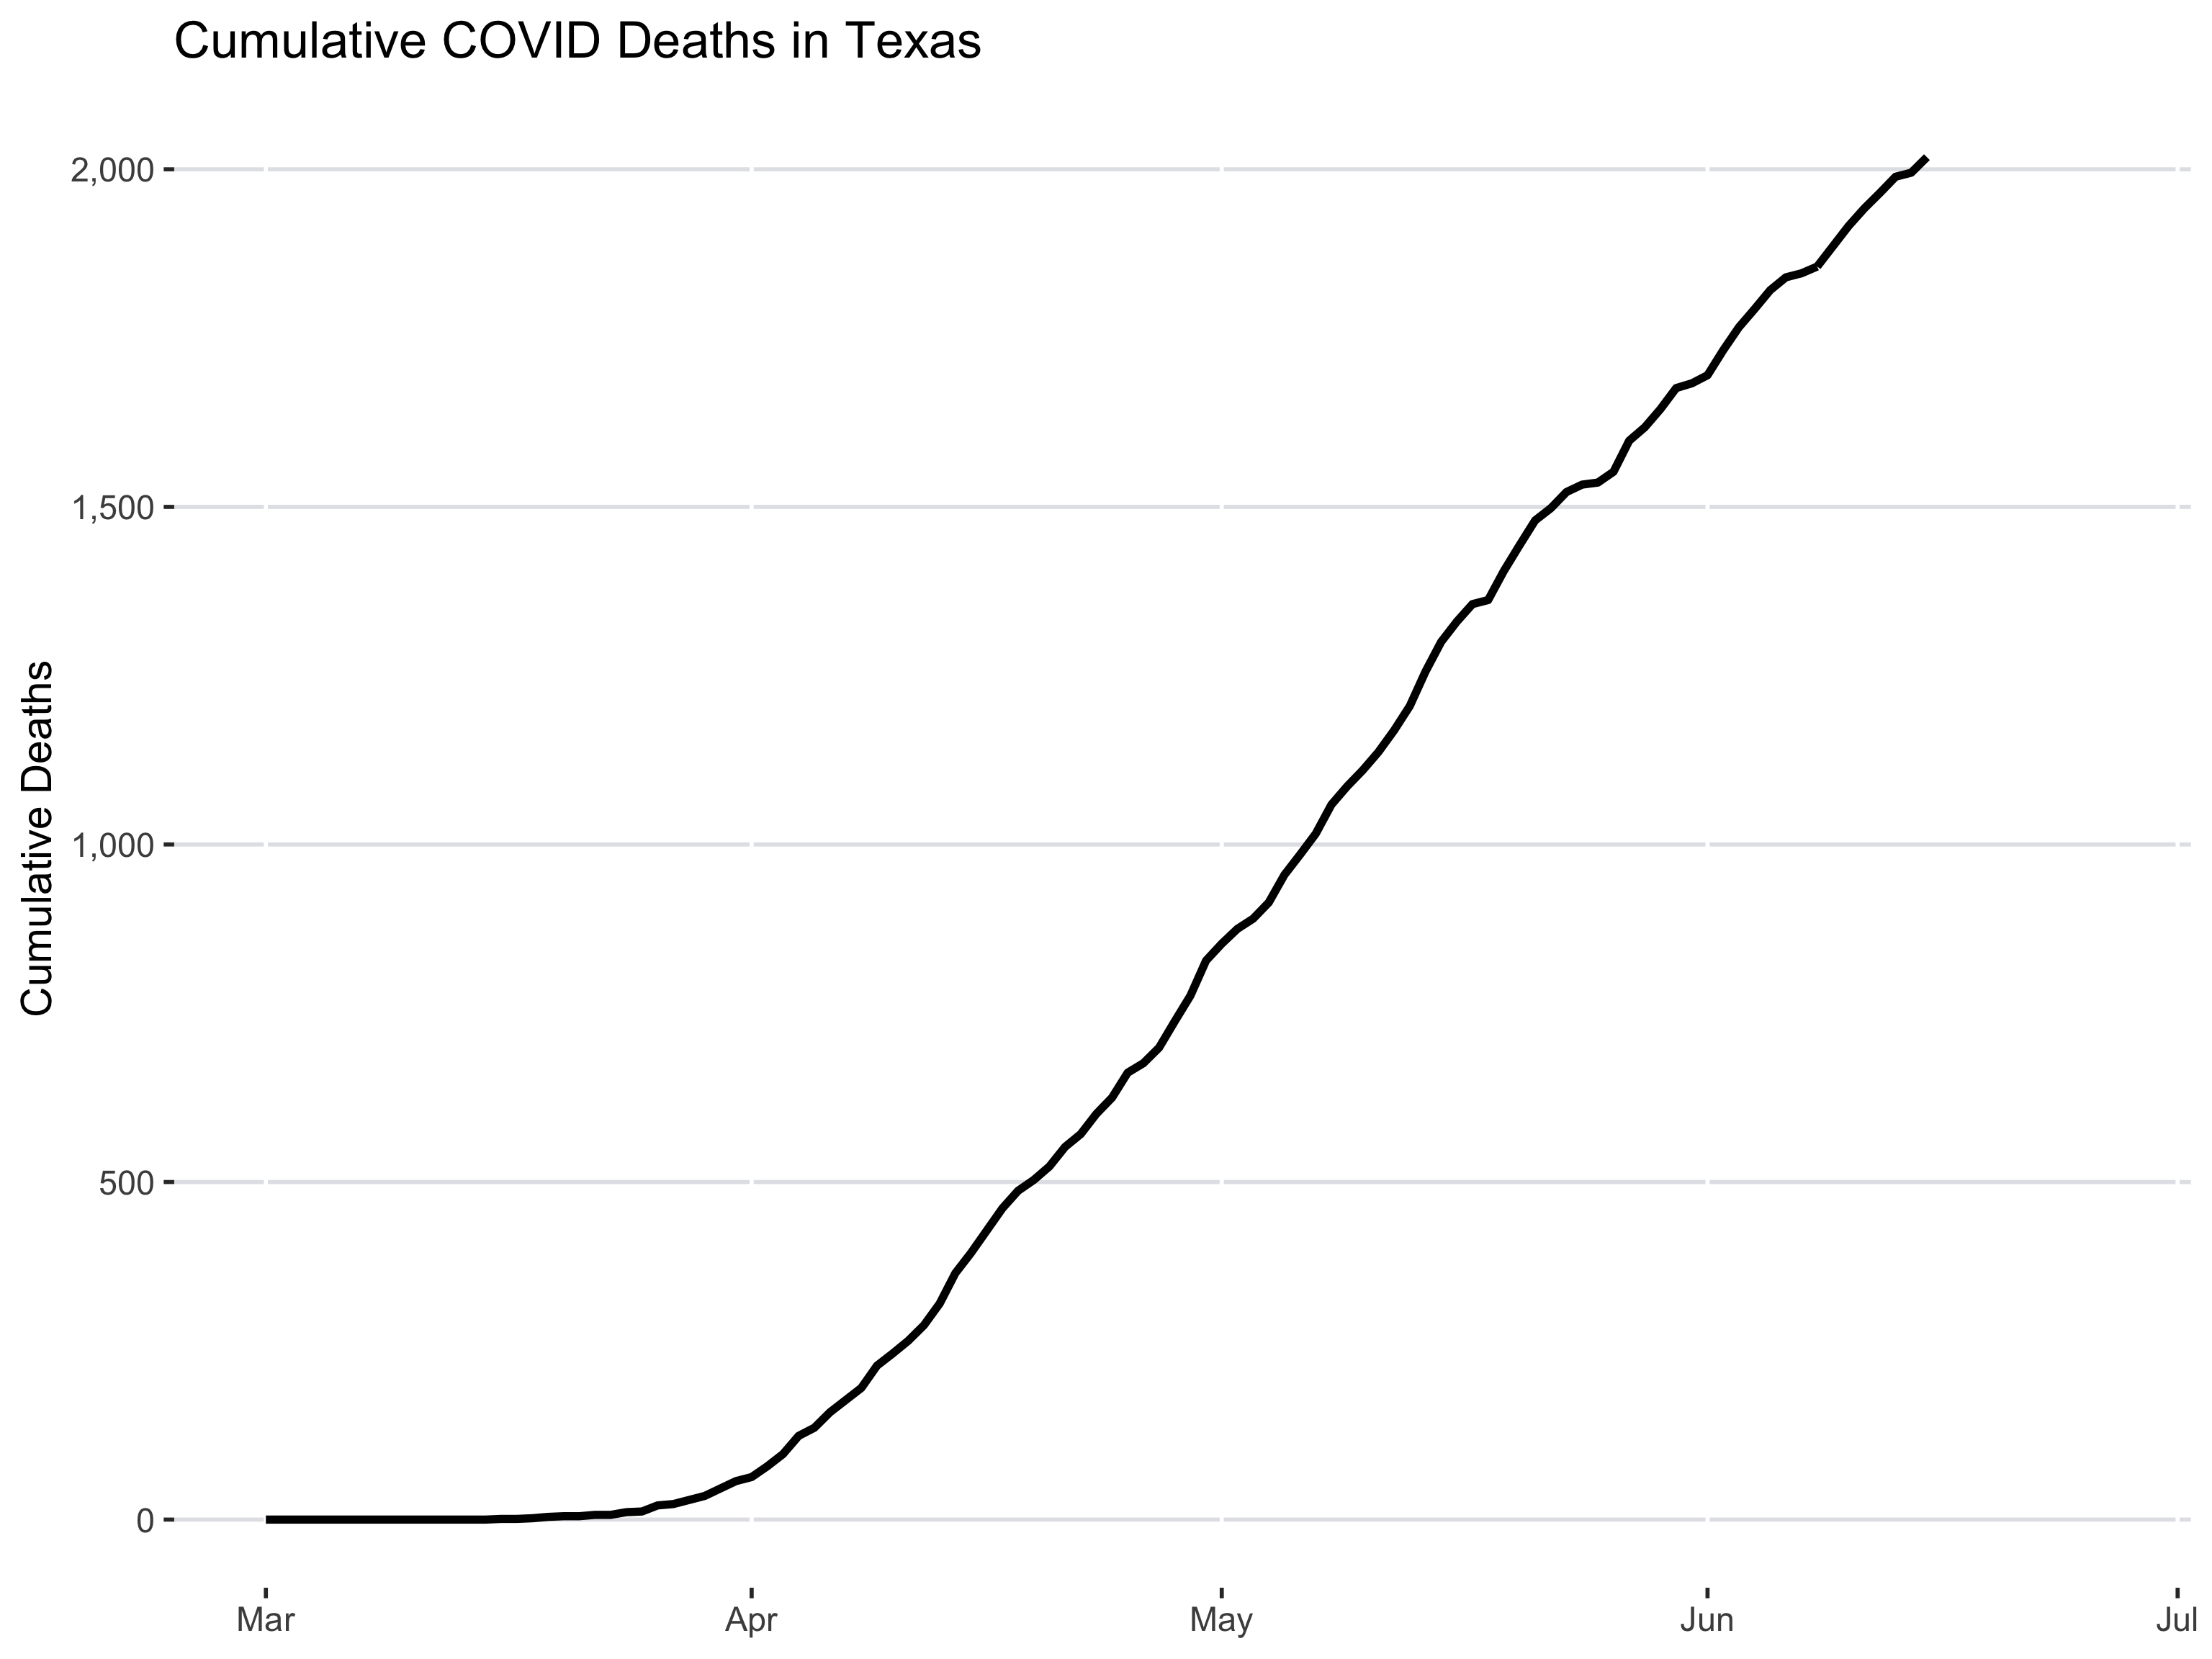 Cumulative COVID Deaths in Texas
2,000
1,500
1,000
500
0
Cumulative Deaths
Mar
Apr
May
Jun
Jul